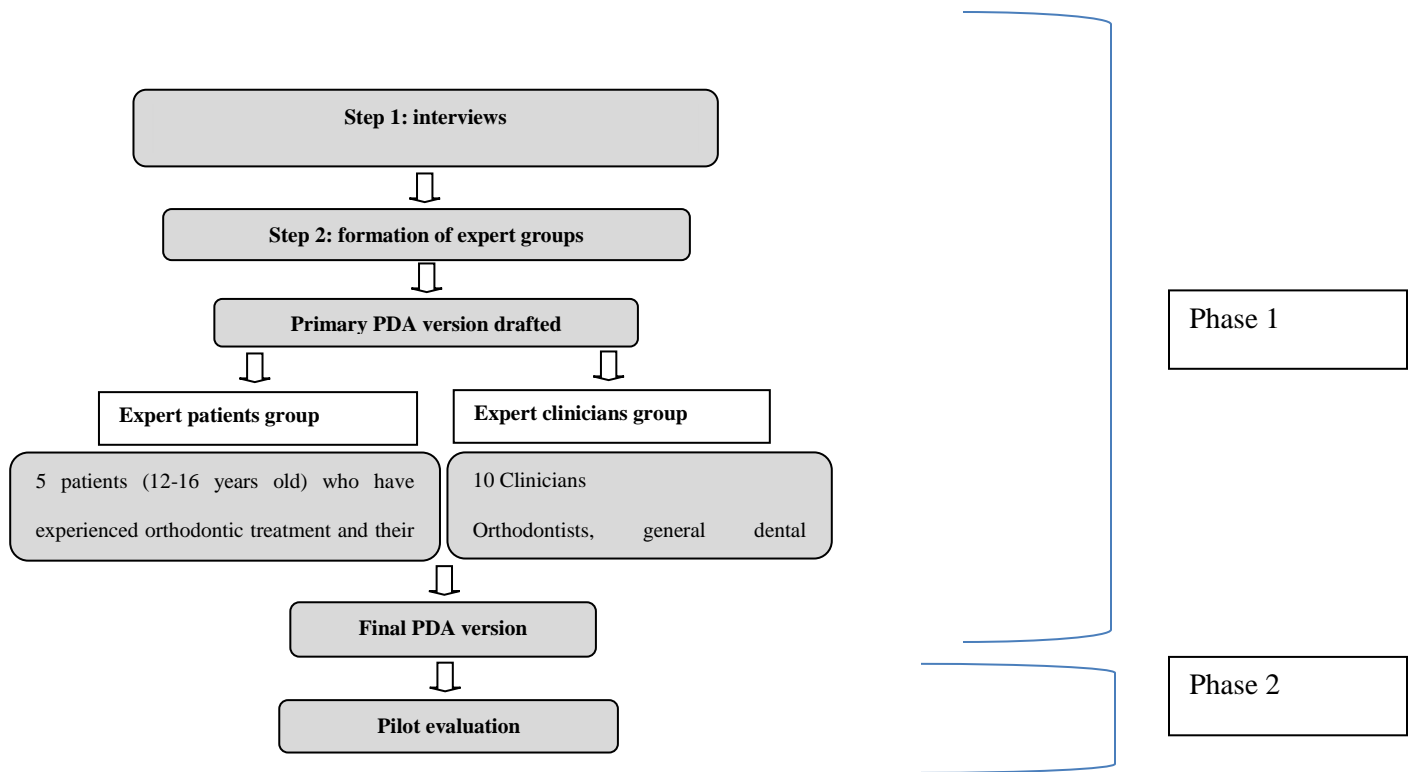 Step 1: interviews
Step 2: formation of expert groups
Primary PDA version drafted
Expert patients group
Expert clinicians group
5 patients (12-16 years old) who have
experienced orthodontic treatment and their
10 Clinicians
Orthodontists, general dental
Final PDA version
Pilot evaluation
Phase 1
Phase 2